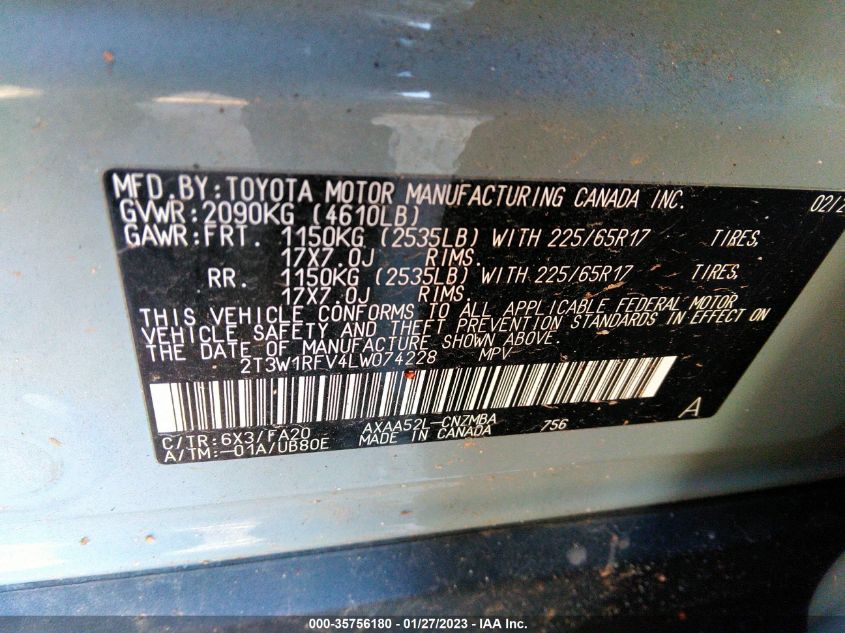 MFD.BY:TOYOTA MOTOR MANUFACTURING CANADA INC. 02/2
GVWR:2090KG (4610LB)
GAWR:FRT. 1150KG (2535LB) WITH 225/65R17 TIRES,
17X7.0J RIMS.
RR. 1150KG (2535LB) WITH 225/65R17 TIRES,
17X7.0J RIMS.
THIS VEHICLE CONFORMS TO ALL APPLICABLE FEDERAL MOTOR
VEHICLE SAFETY AND THEFT PREVENTION STANDARDS IN EFFECT ON
THE DATE OF MANUFACTURE SHOWN ABOVE.
2T3W1RFV4LW074228 MPV
C/TR:6X3/FA20 AXAA52L-CNZMBA 756 A
A/TM:-01A/UB80E MADE IN CANADA
000-35756180 - 01/27/2023 - IAA Inc.